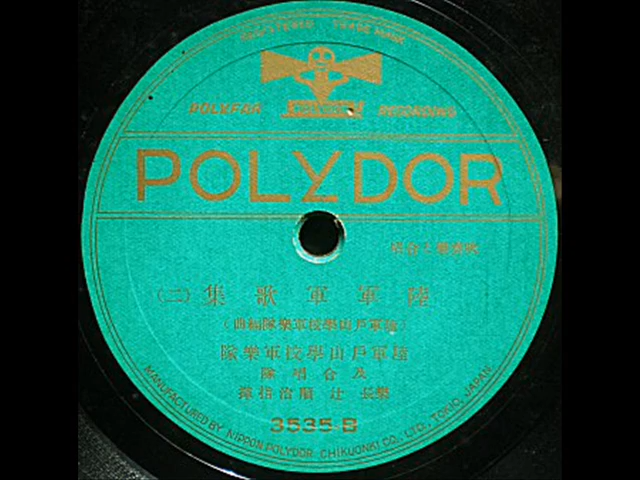 REGISTERED TRADE MARK
POLYFAR RECORDING
POLYDOR
吹奏樂と合唱
陸軍軍歌集(二)
(陸軍戶山學校軍樂隊編曲)
陸軍戶山學校軍樂隊
及合唱隊
樂長 辻 順治指揮
3535-B
MANUFACTURED BY NIPPON POLYDOR CHIKUONKI CO., LTD., TOKIO, JAPAN.